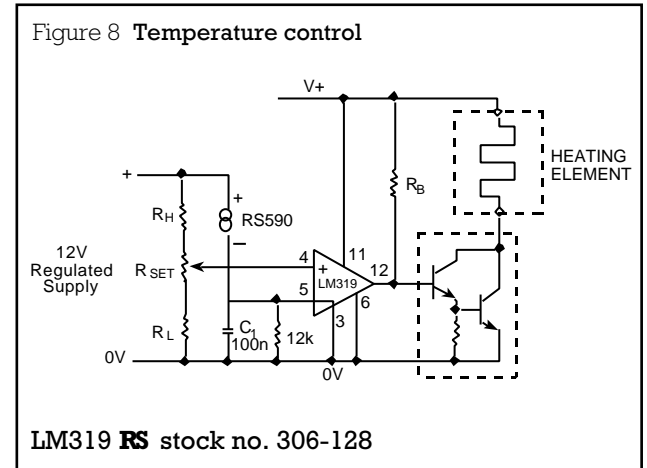 Figure 8 Temperature control
V+
HEATING
ELEMENT
RB
+
+
RS590
−
RH
12V
Regulated
Supply
RSET
4
+
LM319
11
12
5
6
3
RL
C1
100n
12k
0V
0V
LM319 RS stock no. 306-128